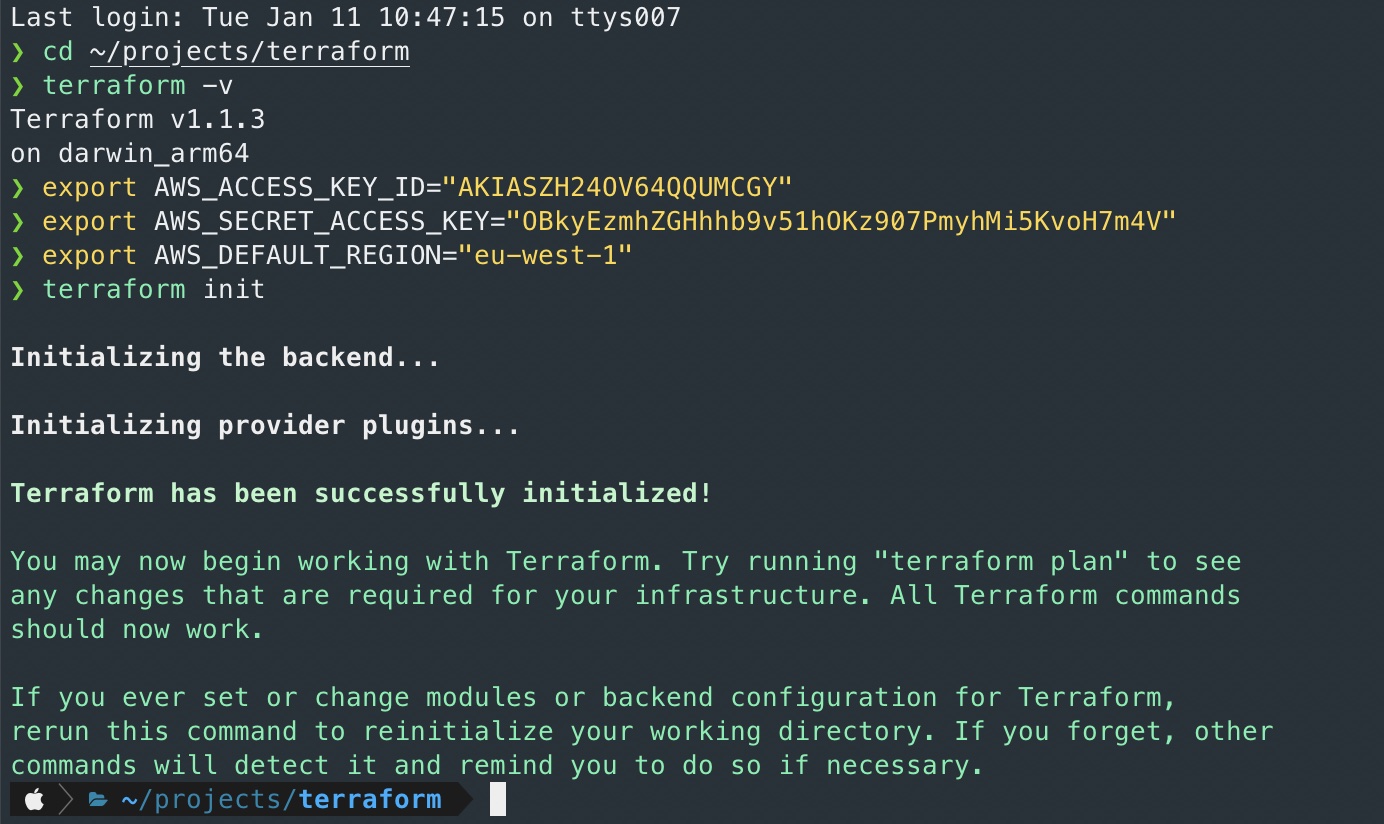 Last login: Tue Jan 11 10:47:15 on ttys007
❯ cd ~/projects/terraform
❯ terraform -v
Terraform v1.1.3
on darwin_arm64
❯ export AWS_ACCESS_KEY_ID="AKIASZH24OV64QQUMCGY"
❯ export AWS_SECRET_ACCESS_KEY="OBkyEzmhZGHhhb9v51hOKz907PmyhMi5KvoH7m4V"
❯ export AWS_DEFAULT_REGION="eu-west-1"
❯ terraform init
Initializing the backend...
Initializing provider plugins...
Terraform has been successfully initialized!
You may now begin working with Terraform. Try running "terraform plan" to see
any changes that are required for your infrastructure. All Terraform commands
should now work.
If you ever set or change modules or backend configuration for Terraform,
rerun this command to reinitialize your working directory. If you forget, other
commands will detect it and remind you to do so if necessary.
~/projects/terraform